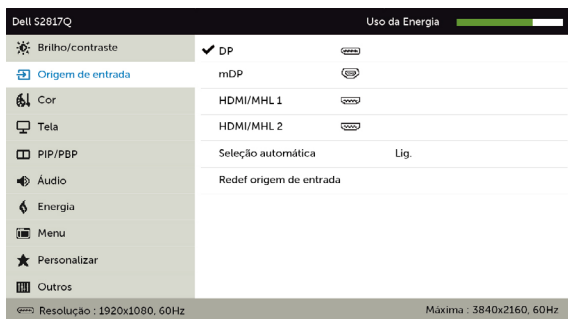 Dell S2817Q Uso da Energia
Brilho/contraste
Origem de entrada
Cor
Tela
PIP/PBP
Áudio
Energia
Menu
Personalizar
Outros
DP
mDP
HDMI/MHL 1
HDMI/MHL 2
Seleção automática Lig.
Redef origem de entrada
Resolução : 1920x1080, 60Hz Máxima : 3840x2160, 60Hz